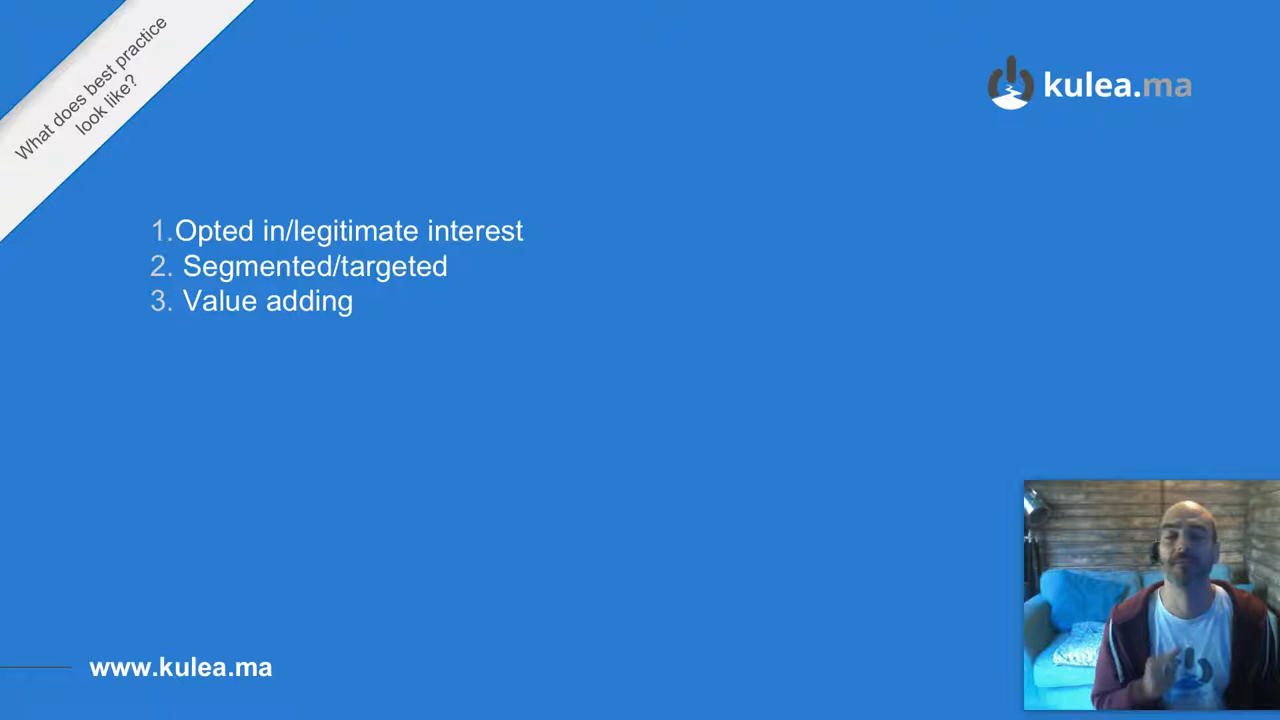 What does best practice
look like?
kulea.ma
1.Opted in/legitimate interest
2. Segmented/targeted
3. Value adding
www.kulea.ma